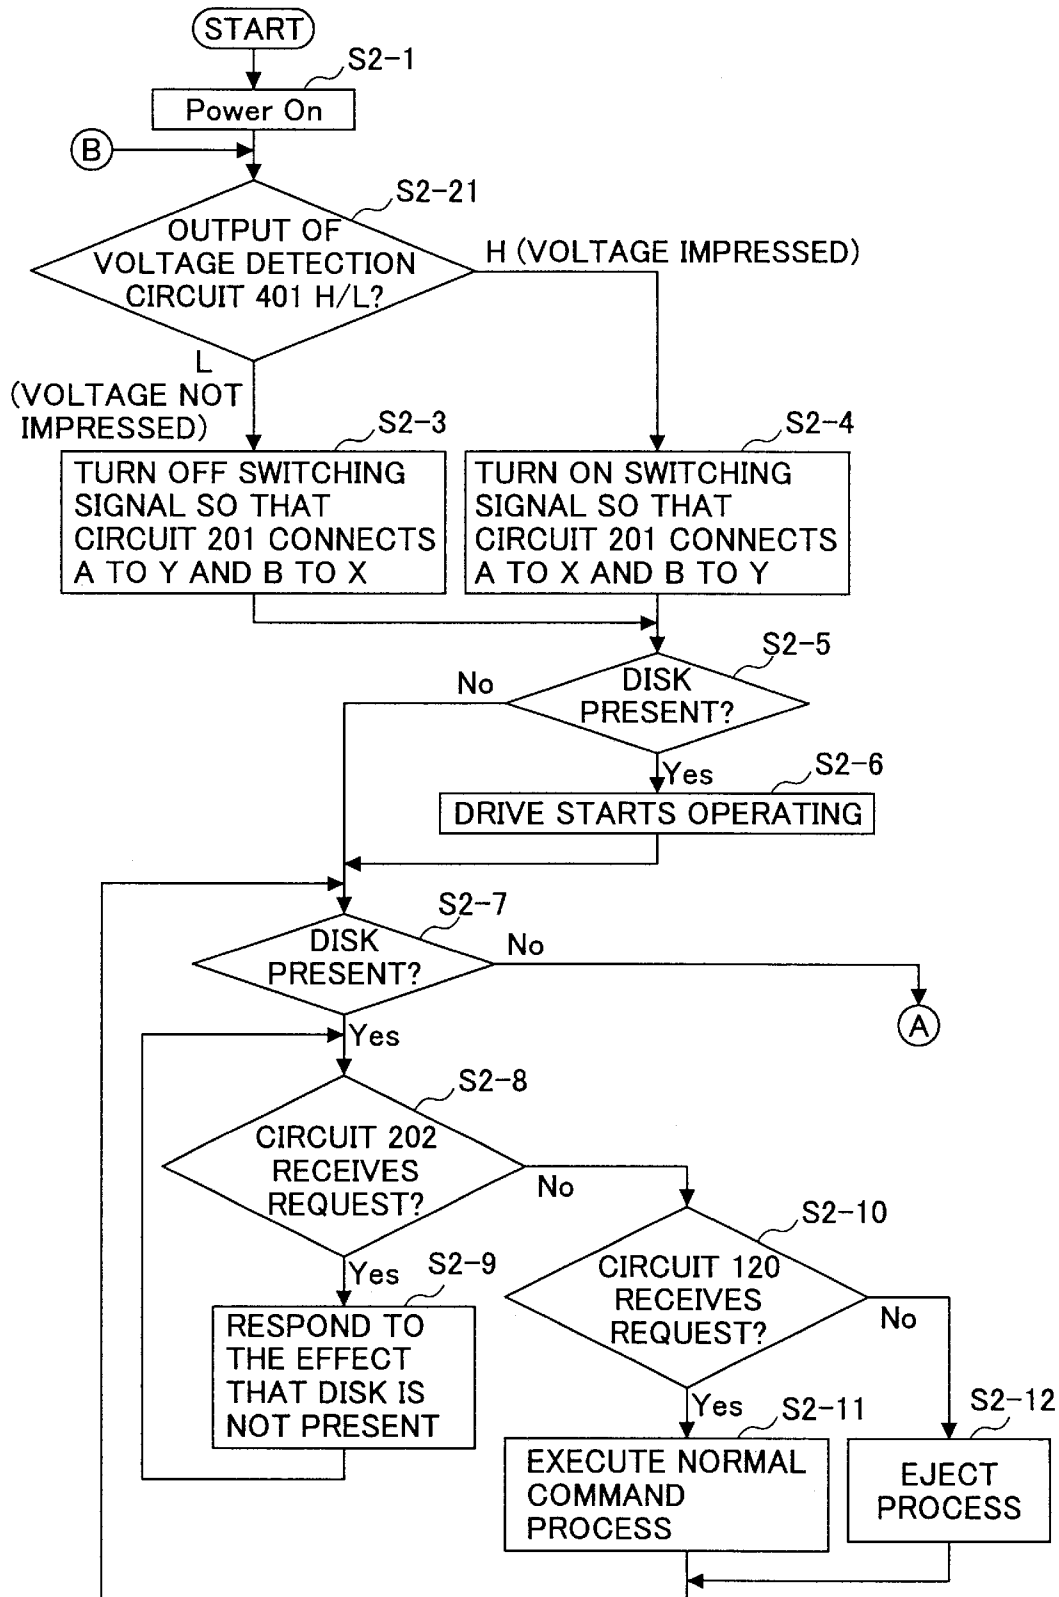 START
S2-1
Power On
B
S2-21
OUTPUT OF
VOLTAGE DETECTION
CIRCUIT 401 H/L?
H (VOLTAGE IMPRESSED)
L
(VOLTAGE NOT
IMPRESSED)
S2-3
TURN OFF SWITCHING
SIGNAL SO THAT
CIRCUIT 201 CONNECTS
A TO Y AND B TO X
S2-4
TURN ON SWITCHING
SIGNAL SO THAT
CIRCUIT 201 CONNECTS
A TO X AND B TO Y
S2-5
DISK
PRESENT?
No
Yes
S2-6
DRIVE STARTS OPERATING
S2-7
DISK
PRESENT?
No
A
Yes
S2-8
CIRCUIT 202
RECEIVES
REQUEST?
No
Yes
S2-9
RESPOND TO
THE EFFECT
THAT DISK IS
NOT PRESENT
S2-10
CIRCUIT 120
RECEIVES
REQUEST?
No
Yes
S2-11
EXECUTE NORMAL
COMMAND
PROCESS
S2-12
EJECT
PROCESS